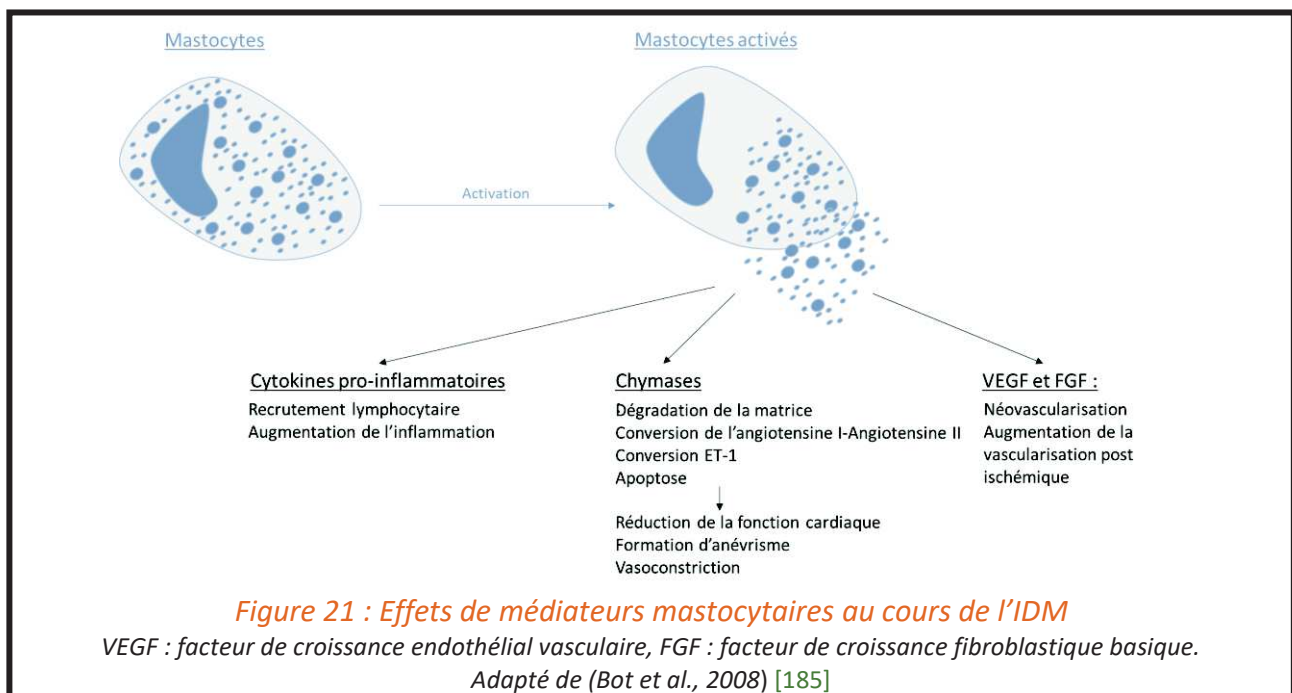 Mastocytes
Mastocytes activés
Activation
Cytokines pro-inflammatoires
Recrutement lymphocytaire
Augmentation de l'inflammation
Chymases
Dégradation de la matrice
Conversion de l'angiotensine I-Angiotensine II
Conversion ET-1
Apoptose
Réduction de la fonction cardiaque
Formation d'anévrisme
Vasoconstriction
VEGF et FGF :
Néovascularisation
Augmentation de la
vascularisation post
ischémique
Figure 21 : Effets de médiateurs mastocytaires au cours de l'IDM
VEGF : facteur de croissance endothélial vasculaire, FGF : facteur de croissance fibroblastique basique.
Adapté de (Bot et al., 2008) [185]